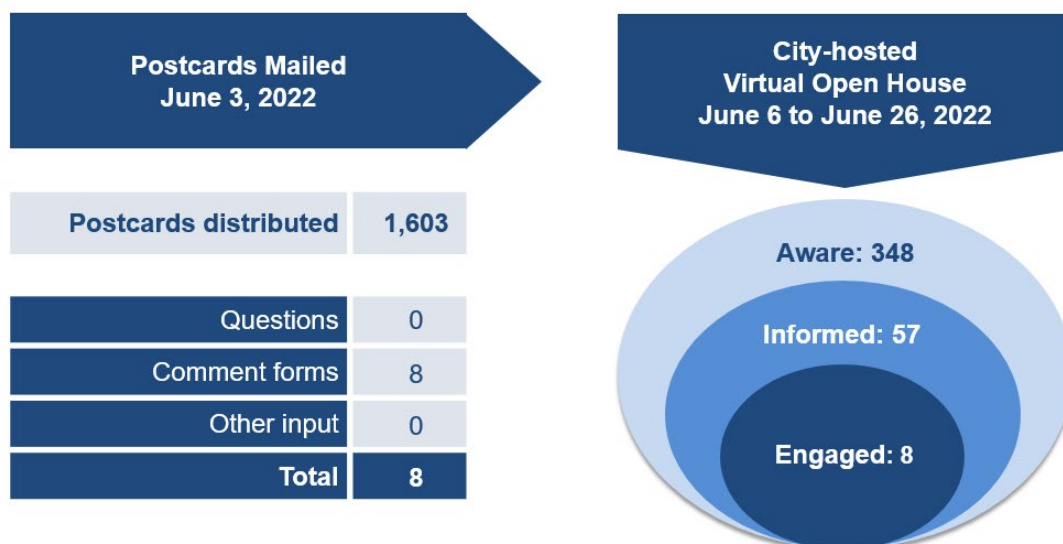 Postcards Mailed
June 3, 2022
Postcards distributed 1,603
Questions 0
Comment forms 8
Other input 0
Total 8
City-hosted
Virtual Open House
June 6 to June 26, 2022
Aware: 348
Informed: 57
Engaged: 8